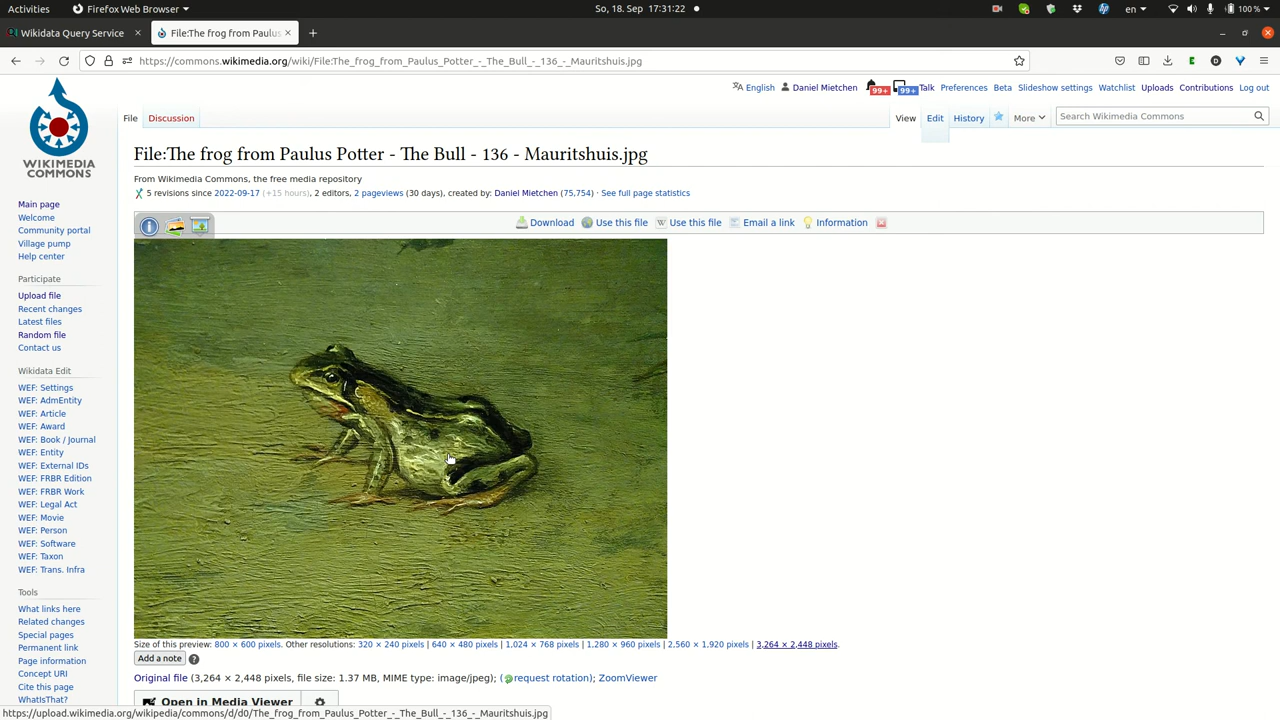 Activities
Firefox Web Browser
So, 18. Sep 17:31:22
en
100 %
Wikidata Query Service
File:The frog from Paulus
https://commons.wikimedia.org/wiki/File:The_frog_from_Paulus_Potter_-_The_Bull_-_136_-_Mauritshuis.jpg
English
Daniel Mietchen
99+
99+
Talk
Preferences
Beta
Slideshow settings
Watchlist
Uploads
Contributions
Log out
WIKIMEDIA
COMMONS
File
Discussion
View
Edit
History
More
Search Wikimedia Commons
File:The frog from Paulus Potter - The Bull - 136 - Mauritshuis.jpg
From Wikimedia Commons, the free media repository
5 revisions since 2022-09-17 (+15 hours), 2 editors, 2 pageviews (30 days), created by: Daniel Mietchen (75,754) · See full page statistics
Download
Use this file
Use this file
Email a link
Information
Main page
Welcome
Community portal
Village pump
Help center
Participate
Upload file
Recent changes
Latest files
Random file
Contact us
Wikidata Edit
WEF: Settings
WEF: AdmEntity
WEF: Article
WEF: Award
WEF: Book / Journal
WEF: Entity
WEF: External IDs
WEF: FRBR Edition
WEF: FRBR Work
WEF: Legal Act
WEF: Movie
WEF: Person
WEF: Software
WEF: Taxon
WEF: Trans. Infra
Tools
What links here
Related changes
Special pages
Permanent link
Page information
Concept URI
Cite this page
WhatIsThis?
Size of this preview: 800 × 600 pixels. Other resolutions: 320 × 240 pixels | 640 × 480 pixels | 1,024 × 768 pixels | 1,280 × 960 pixels | 2,560 × 1,920 pixels | 3,264 × 2,448 pixels.
Add a note
Original file (3,264 × 2,448 pixels, file size: 1.37 MB, MIME type: image/jpeg); (request rotation); ZoomViewer
Open in Media Viewer
https://upload.wikimedia.org/wikipedia/commons/d/d0/The_frog_from_Paulus_Potter_-_The_Bull_-_136_-_Mauritshuis.jpg